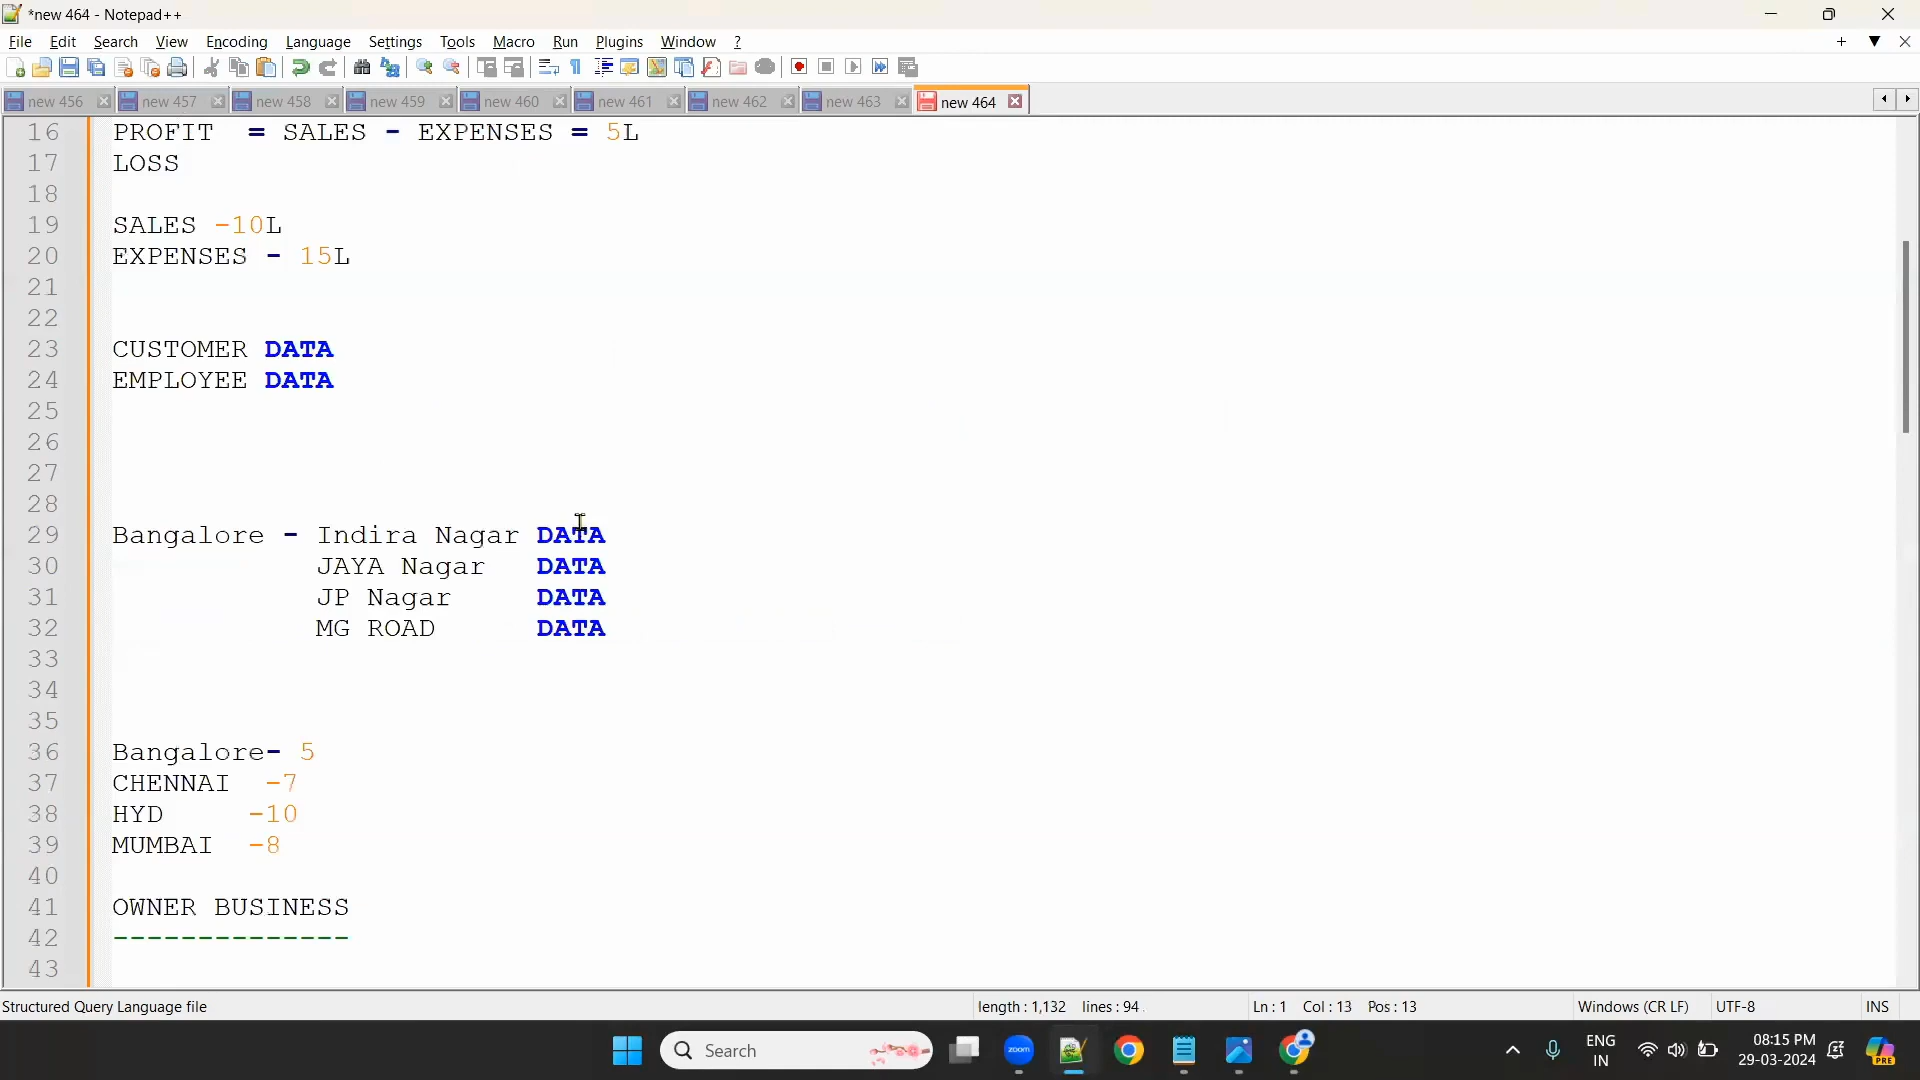 *new 464 - Notepad++
File Edit Search View Encoding Language Settings Tools Macro Run Plugins Window ?
new 456 new 457 new 458 new 459 new 460 new 461 new 462 new 463 new 464
16 PROFIT = SALES - EXPENSES = 5L
17 LOSS
18
19 SALES -10L
20 EXPENSES - 15L
21
22
23 CUSTOMER DATA
24 EMPLOYEE DATA
25
26
27
28
29 Bangalore - Indira Nagar DATA
30 JAYA Nagar DATA
31 JP Nagar DATA
32 MG ROAD DATA
33
34
35
36 Bangalore- 5
37 CHENNAI -7
38 HYD -10
39 MUMBAI -8
40
41 OWNER BUSINESS
42 --------------
43
Structured Query Language file length : 1,132 lines : 94 Ln : 1 Col : 13 Pos : 13 Windows (CR LF) UTF-8 INS
Search zoom ENG 08:15 PM
IN 29-03-2024 PRE